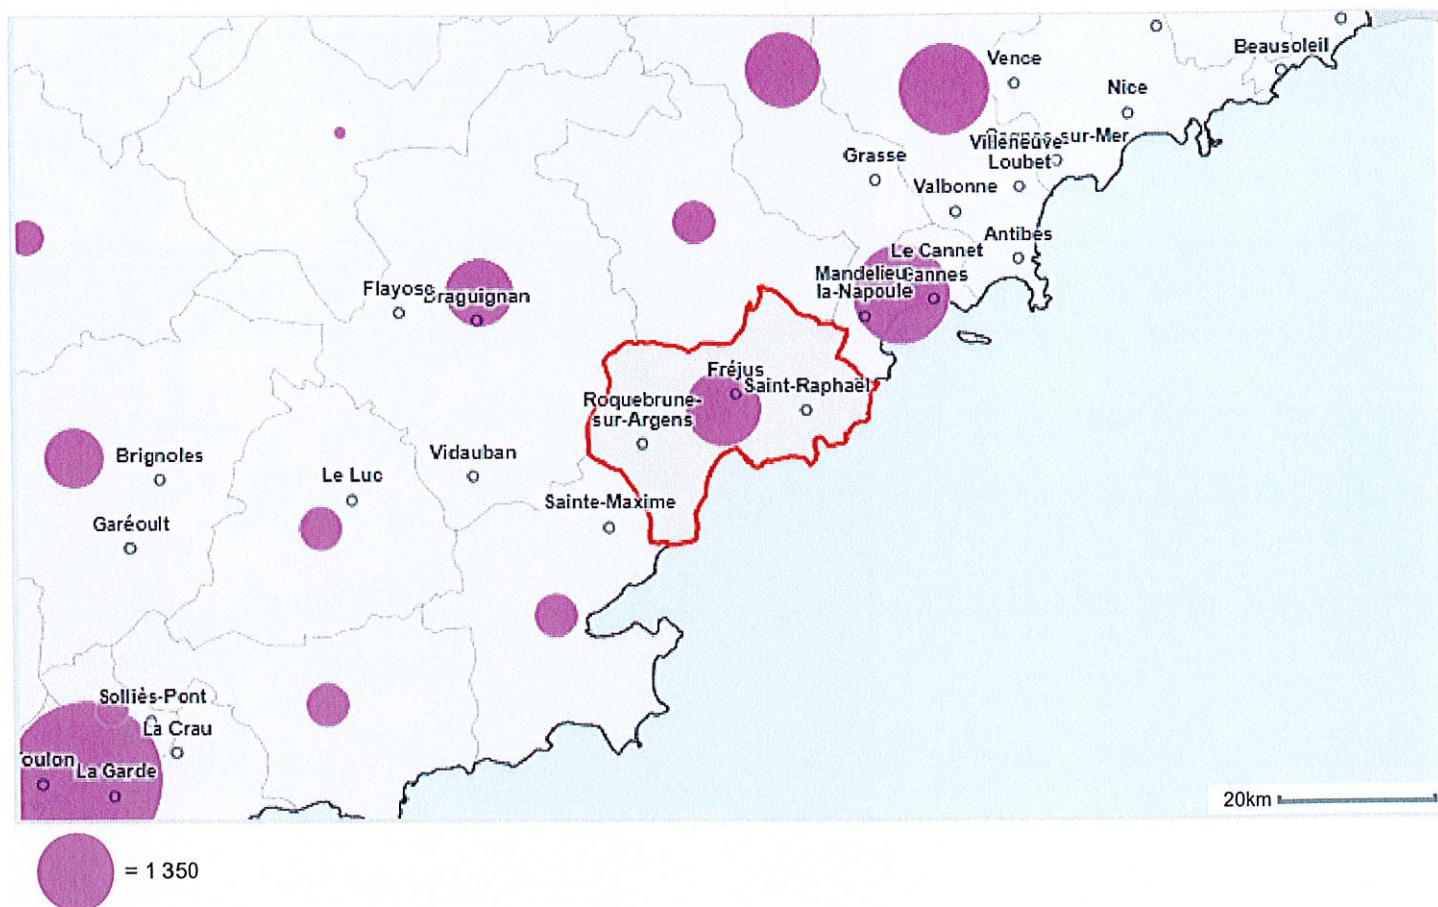 Beausoleil
Vence
Nice
Cagnes-sur-Mer
Villeneuve
Loubet
Grasse
Valbonne
Antibes
Le Cannet
Mandelieu-
la-Napoule
Cannes
Flayosc
Draguignan
Fréjus
Saint-Raphaël
Roquebrune-
sur-Argens
Brignoles
Vidauban
Le Luc
Sainte-Maxime
Garéoult
Solliès-Pont
La Crau
oulon
La Garde
20km
= 1 350